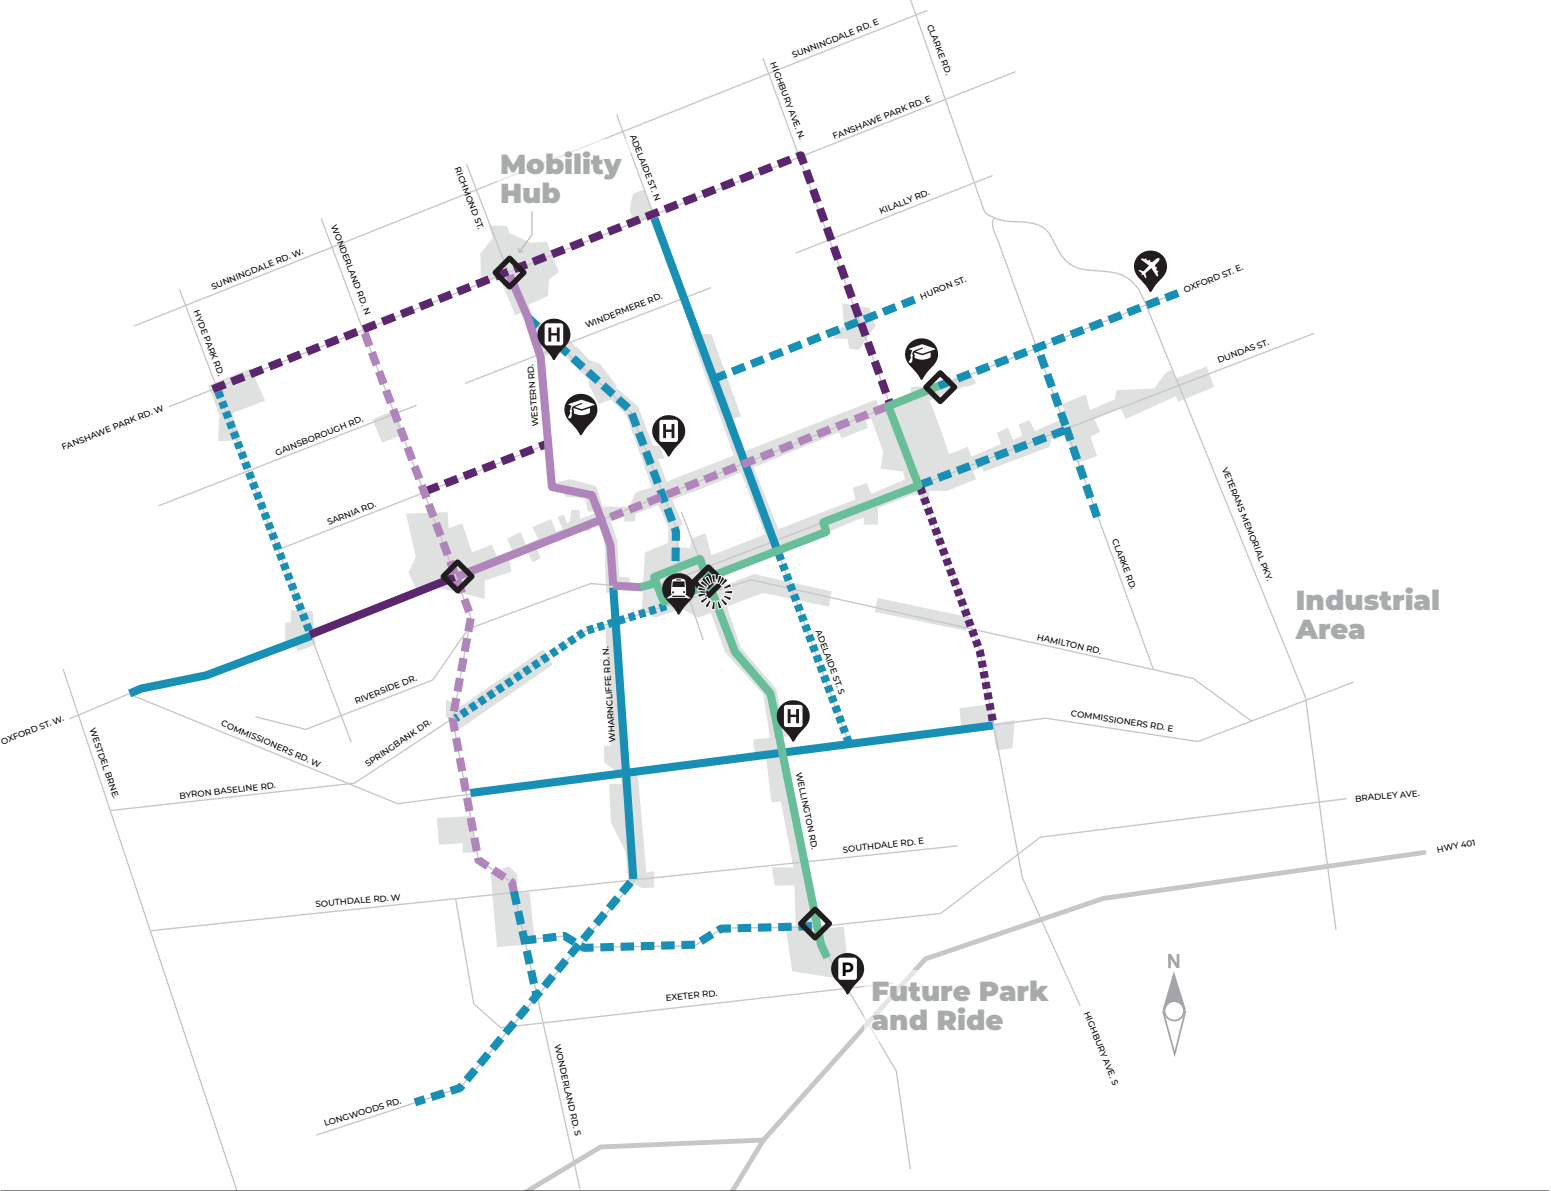 SUNNINGDALE RD. E
CLARKE RD.
HIGHBURY AVE. N.
FANSHAWE PARK RD. E
ADELAIDE ST. N
Mobility
Hub
RICHMOND ST.
KILALLY RD.
WONDERLAND RD. N
SUNNINGDALE RD. W.
HURON ST.
OXFORD ST. E.
WINDERMERE RD.
HYDE PARK RD.
H
DUNDAS ST.
WESTERN RD.
FANSHAWE PARK RD. W
GAINSBOROUGH RD.
H
SARNIA RD.
VETERANS MEMORIAL PKY.
CLARKE RD.
Industrial
Area
HAMILTON RD.
ADELAIDE ST. S
WHARNCLIFFE RD. N.
RIVERSIDE DR.
OXFORD ST. W.
COMMISSIONERS RD. W
SPRINGBANK DR.
H
COMMISSIONERS RD. E
WESTDEL BRNE.
BYRON BASELINE RD.
WELLINGTON RD.
BRADLEY AVE.
SOUTHDALE RD. E
HWY 401
SOUTHDALE RD. W
P
N
EXETER RD.
Future Park
and Ride
HIGHBURY AVE. S
WONDERLAND RD. S
LONGWOODS RD.